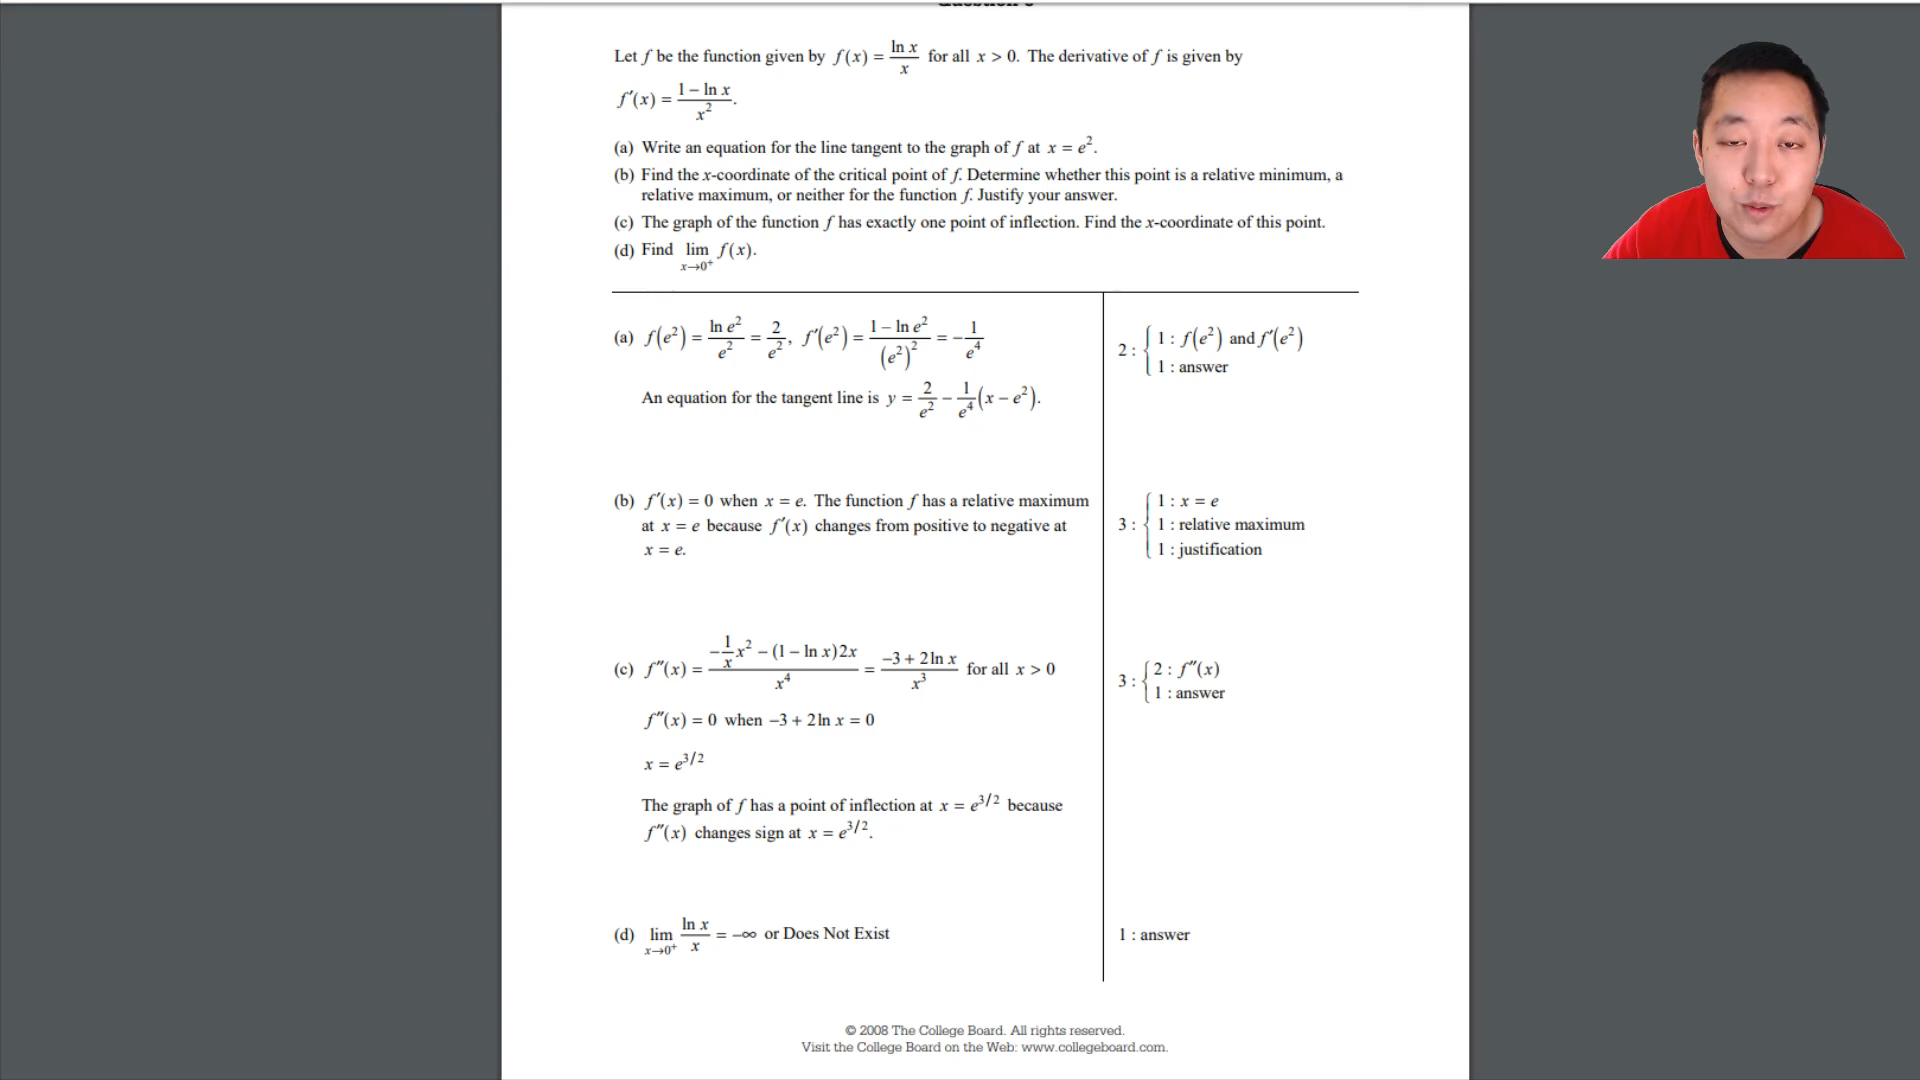 Let f be the function given by f(x) = ln x / x for all x > 0. The derivative of f is given by
f′(x) = (1 − ln x) / x².
(a) Write an equation for the line tangent to the graph of f at x = e².
(b) Find the x-coordinate of the critical point of f. Determine whether this point is a relative minimum, a
relative maximum, or neither for the function f. Justify your answer.
(c) The graph of the function f has exactly one point of inflection. Find the x-coordinate of this point.
(d) Find lim x→0⁺ f(x).
(a) f(e²) = ln e² / e² = 2 / e², f′(e²) = (1 − ln e²) / (e²)² = −1 / e⁴
An equation for the tangent line is y = 2/e² − 1/e⁴ (x − e²).
2 : { 1 : f(e²) and f′(e²)
1 : answer
(b) f′(x) = 0 when x = e. The function f has a relative maximum
at x = e because f′(x) changes from positive to negative at
x = e.
3 : { 1 : x = e
1 : relative maximum
1 : justification
(c) f″(x) = (−1/x x² − (1 − ln x)2x) / x⁴ = (−3 + 2 ln x) / x³ for all x > 0
f″(x) = 0 when −3 + 2 ln x = 0
x = e^3/2
The graph of f has a point of inflection at x = e^3/2 because
f″(x) changes sign at x = e^3/2.
3 : { 2 : f″(x)
1 : answer
(d) lim x→0⁺ ln x / x = −∞ or Does Not Exist
1 : answer
© 2008 The College Board. All rights reserved.
Visit the College Board on the Web: www.collegeboard.com.